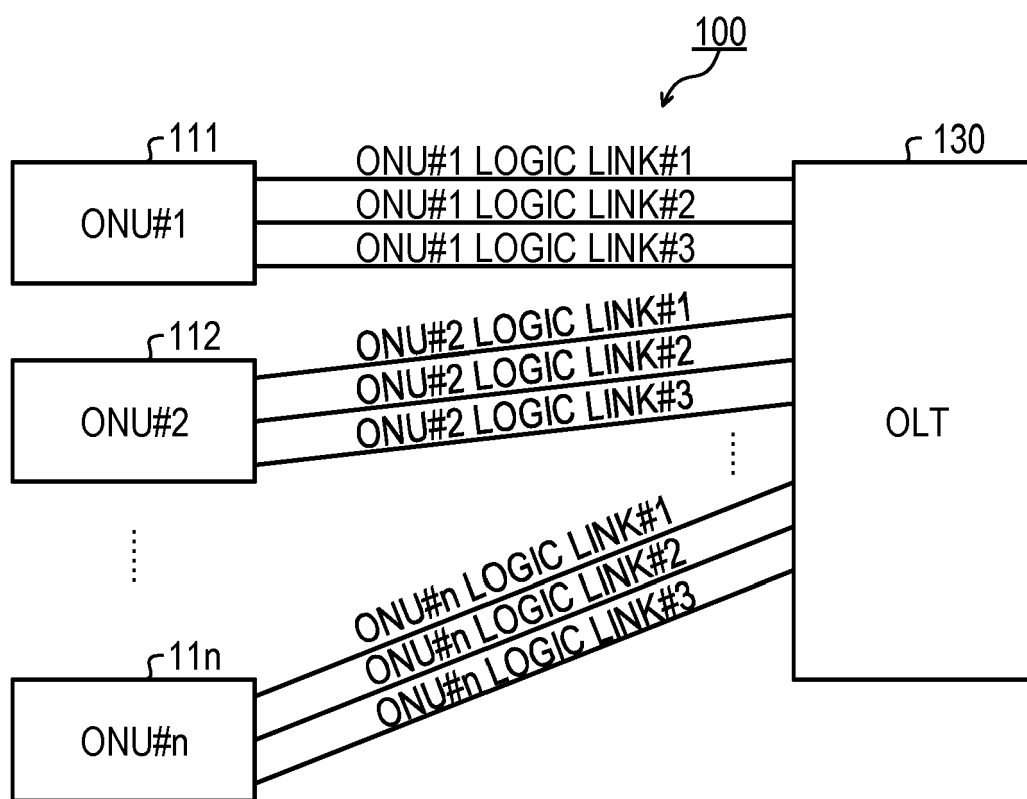 100
111
130
ONU#1
ONU#1 LOGIC LINK#1
ONU#1 LOGIC LINK#2
ONU#1 LOGIC LINK#3
112
ONU#2
ONU#2 LOGIC LINK#1
ONU#2 LOGIC LINK#2
ONU#2 LOGIC LINK#3
OLT
11n
ONU#n
ONU#n LOGIC LINK#1
ONU#n LOGIC LINK#2
ONU#n LOGIC LINK#3